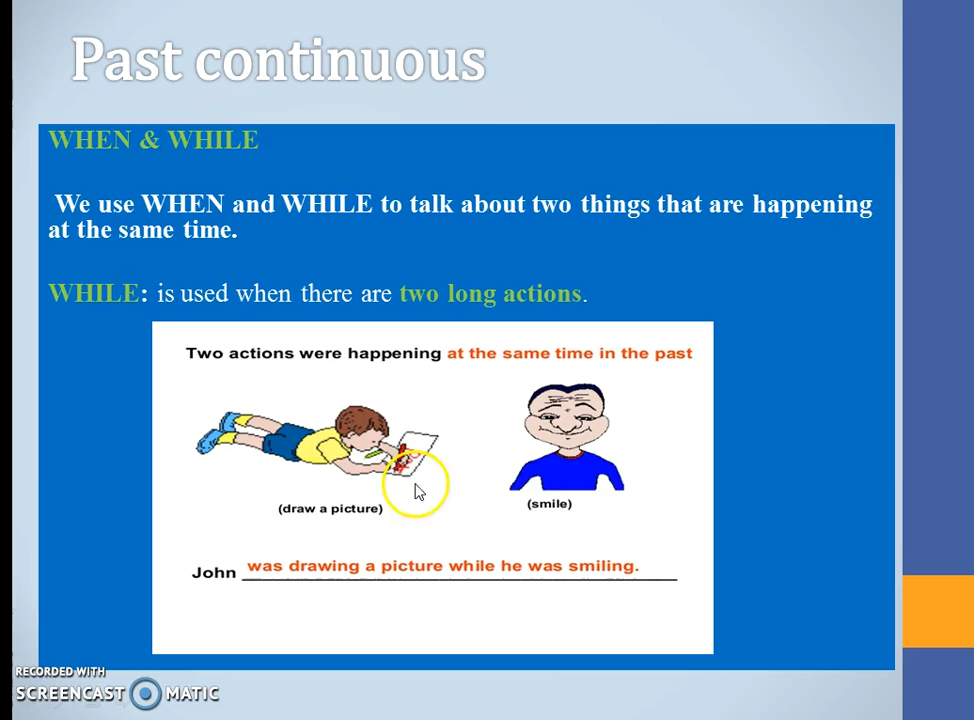 Past continuous
WHEN & WHILE
We use WHEN and WHILE to talk about two things that are happening
at the same time.
WHILE: is used when there are two long actions.
Two actions were happening at the same time in the past
(draw a picture)
(smile)
John was drawing a picture while he was smiling.
RECORDED WITH
SCREENCAST MATIC